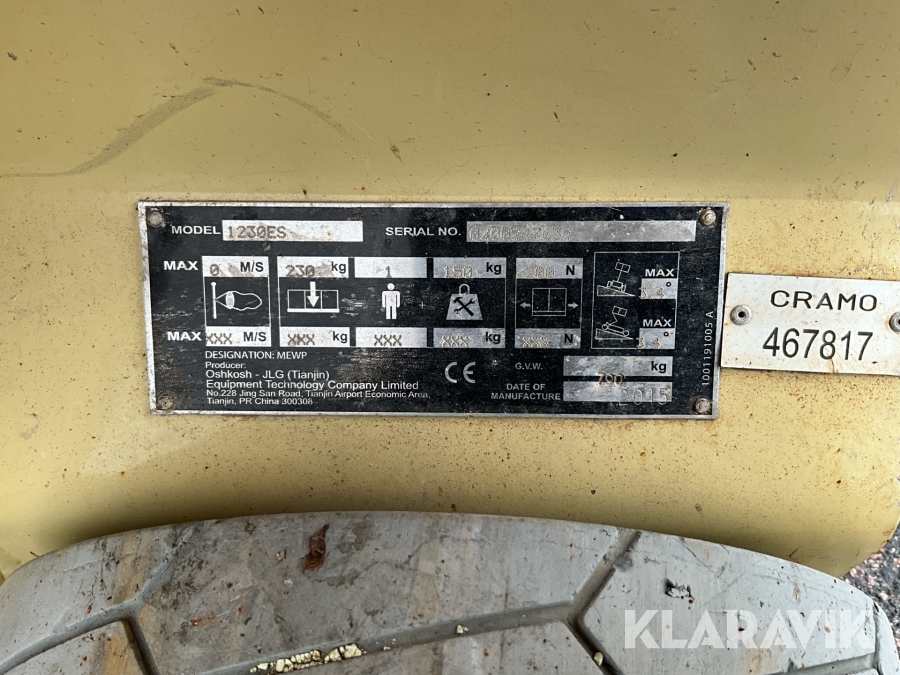 MODEL 1230ES SERIAL NO.
MAX 0 M/S 230 kg 1 150 kg N MAX °
MAX XXX M/S XXX kg XXX XXX kg XXX N MAX 3.4°
DESIGNATION: MEWP
Producer:
Oshkosh - JLG (Tianjin)
Equipment Technology Company Limited
No.228 Jing San Road, Tianjin Airport Economic Area,
Tianjin, PR China 300308
CE
G.V.W. 790 kg
DATE OF
MANUFACTURE 2015
1001191005 A
CRAMO
467817
KLARAVIK